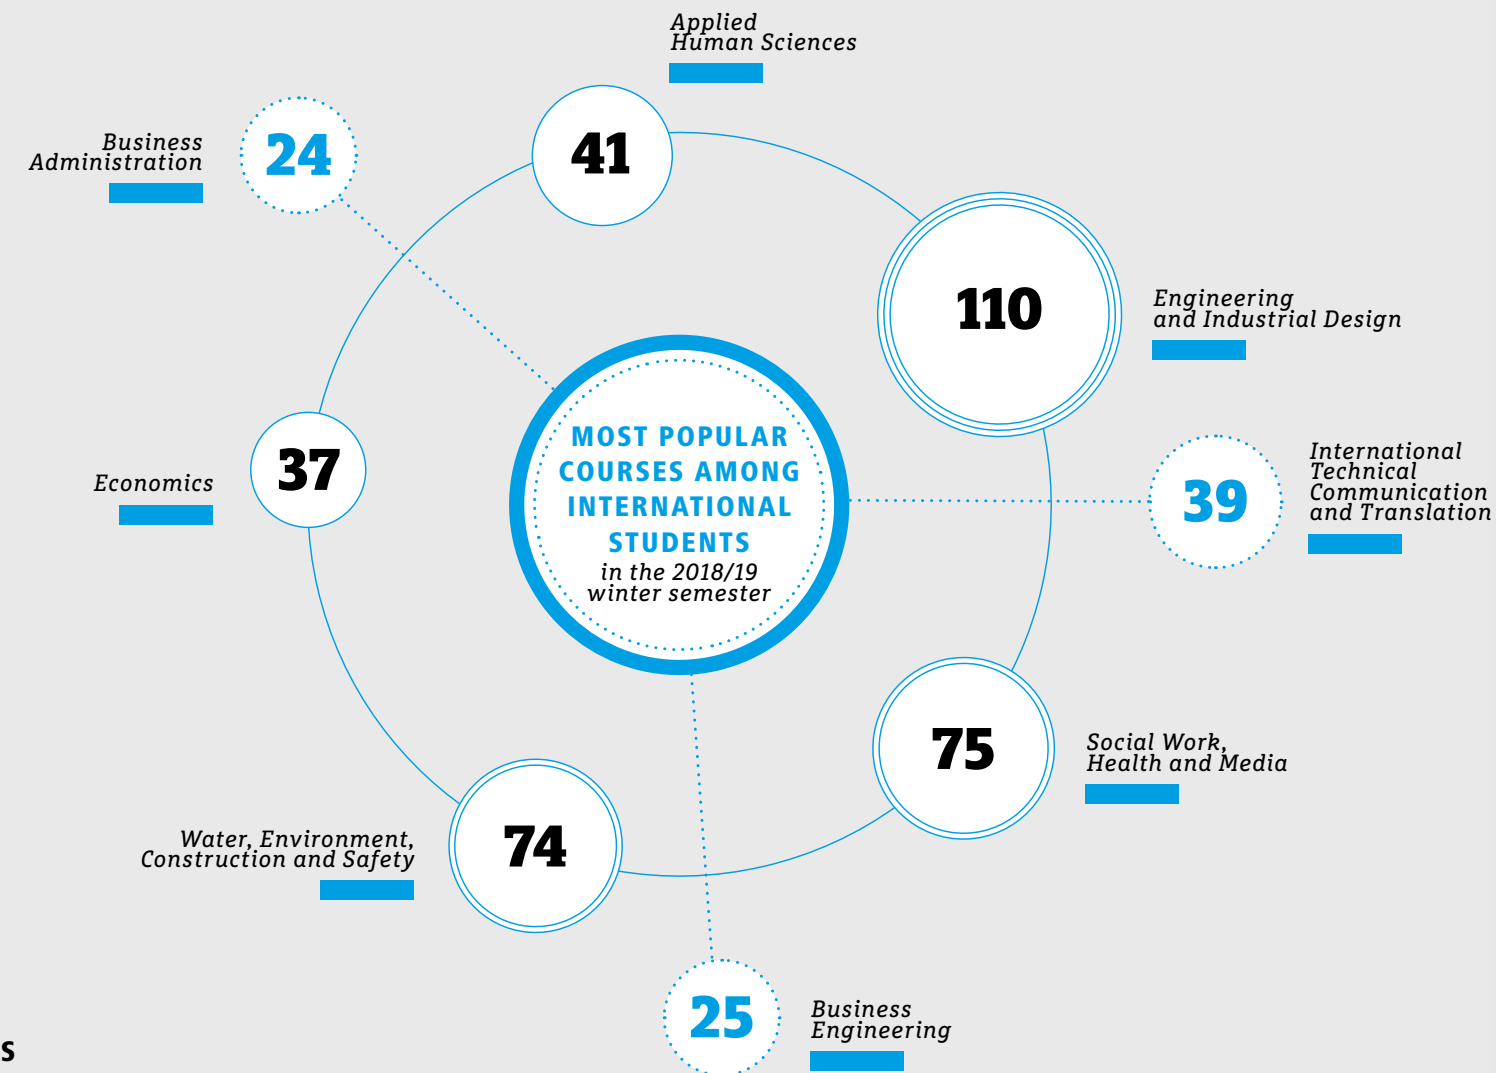 Applied
Human Sciences
41
Business
Administration
24
110
Engineering
and Industrial Design
MOST POPULAR
COURSES AMONG
INTERNATIONAL
STUDENTS
in the 2018/19
winter semester
International
Technical
Communication
and Translation
39
Economics
37
75
Social Work,
Health and Media
Water, Environment,
Construction and Safety
74
25
Business
Engineering
s